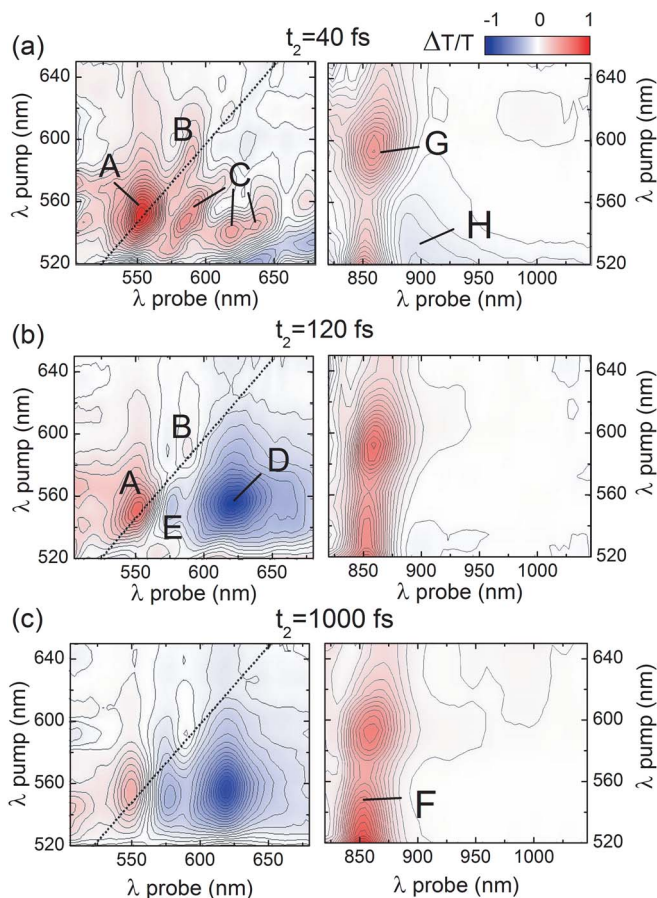 (a) t₂=40 fs ΔT/T -1 0 1
640 600 560 520
λ pump (nm)
A B C
550 600 650
λ probe (nm)
G H
850 900 950 1000
λ probe (nm)
640 600 560 520
λ pump (nm)
(b) t₂=120 fs
640 600 560 520
λ pump (nm)
A B D E
550 600 650
λ probe (nm)
850 900 950 1000
λ probe (nm)
640 600 560 520
λ pump (nm)
(c) t₂=1000 fs
640 600 560 520
λ pump (nm)
550 600 650
λ probe (nm)
F
850 900 950 1000
λ probe (nm)
640 600 560 520
λ pump (nm)